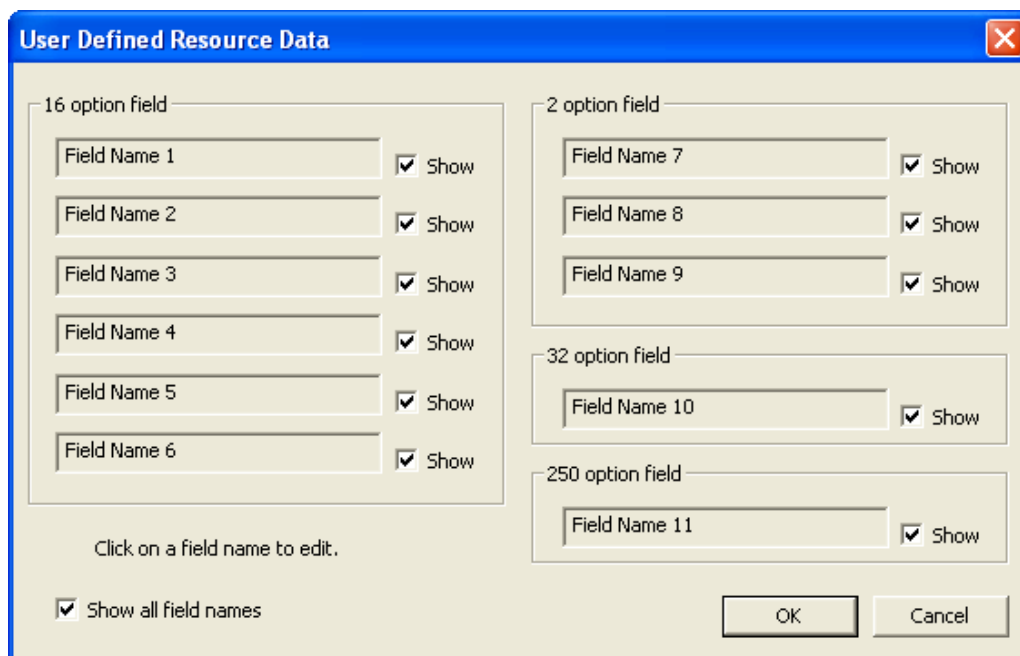 User Defined Resource Data
16 option field
Field Name 1
Show
Field Name 2
Show
Field Name 3
Show
Field Name 4
Show
Field Name 5
Show
Field Name 6
Show
2 option field
Field Name 7
Show
Field Name 8
Show
Field Name 9
Show
32 option field
Field Name 10
Show
250 option field
Field Name 11
Show
Click on a field name to edit.
Show all field names
OK
Cancel